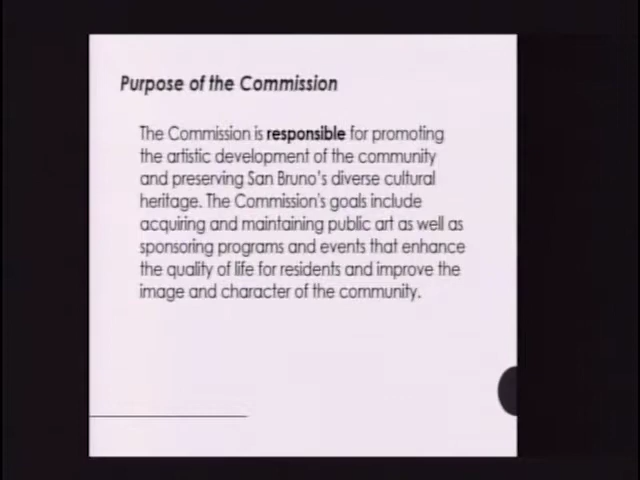 Purpose of the Commission
The Commission is responsible for promoting
the artistic development of the community
and preserving San Bruno's diverse cultural
heritage. The Commission's goals include
acquiring and maintaining public art as well as
sponsoring programs and events that enhance
the quality of life for residents and improve the
image and character of the community.